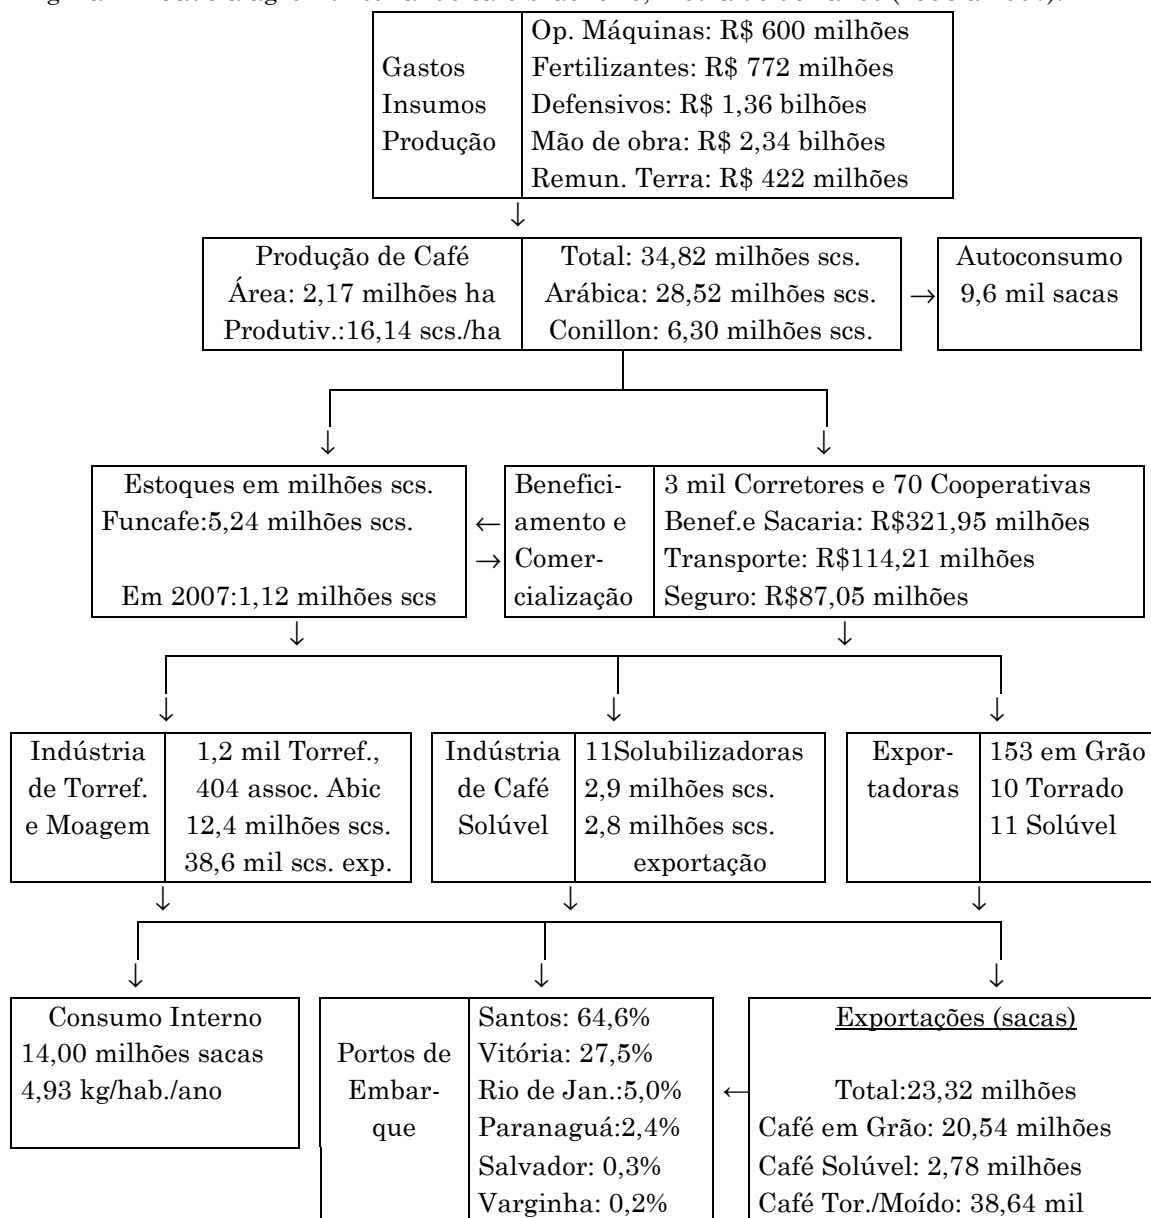 Op. Máquinas: R$ 600 milhões
Gastos
Insumos
Produção
Fertilizantes: R$ 772 milhões
Defensivos: R$ 1,36 bilhões
Mão de obra: R$ 2,34 bilhões
Remun. Terra: R$ 422 milhões
↓
Produção de Café
Área: 2,17 milhões ha
Produtiv.:16,14 scs./ha
Total: 34,82 milhões scs.
Arábica: 28,52 milhões scs.
Conillon: 6,30 milhões scs.
→
Autoconsumo
9,6 mil sacas
↓ ↓
Estoques em milhões scs.
Funcafe:5,24 milhões scs.
Em 2007:1,12 milhões scs
←
→
Benefici-
amento e
Comer-
cialização
3 mil Corretores e 70 Cooperativas
Benef.e Sacaria: R$321,95 milhões
Transporte: R$114,21 milhões
Seguro: R$87,05 milhões
↓ ↓
↓ ↓ ↓
Indústria
de Torref.
e Moagem
1,2 mil Torref.,
404 assoc. Abic
12,4 milhões scs.
38,6 mil scs. exp.
Indústria
de Café
Solúvel
11Solubilizadoras
2,9 milhões scs.
2,8 milhões scs.
exportação
Expor-
tadoras
153 em Grão
10 Torrado
11 Solúvel
↓ ↓ ↓
↓ ↓ ↓
Consumo Interno
14,00 milhões sacas
4,93 kg/hab./ano
Portos de
Embar-
que
Santos: 64,6%
Vitória: 27,5%
Rio de Jan.:5,0%
Paranaguá:2,4%
Salvador: 0,3%
Varginha: 0,2%
←
Exportações (sacas)
Total:23,32 milhões
Café em Grão: 20,54 milhões
Café Solúvel: 2,78 milhões
Café Tor./Moído: 38,64 mil